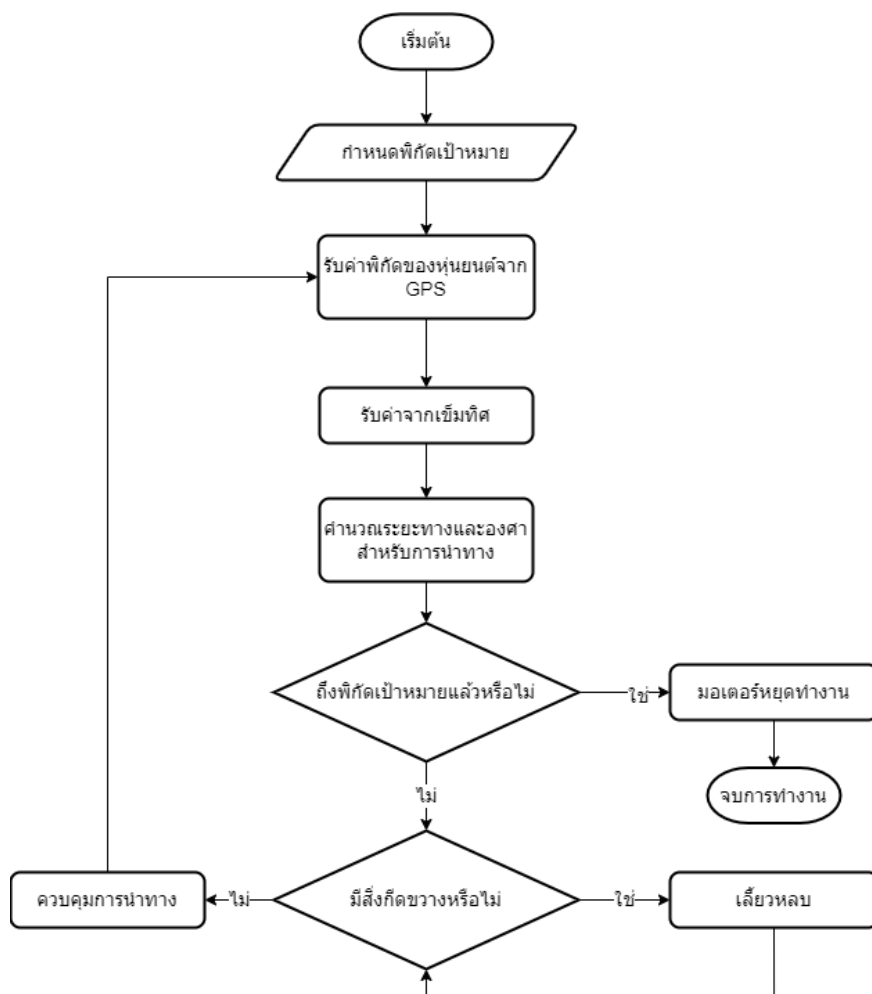 เริ่มต้น
กำหนดพิกัดเป้าหมาย
รับค่าพิกัดของหุ่นยนต์จาก
GPS
รับค่าจากเข็มทิศ
คำนวณระยะทางและองศา
สำหรับการนำทาง
ถึงพิกัดเป้าหมายแล้วหรือไม่
ใช่
มอเตอร์หยุดทำงาน
จบการทำงาน
ไม่
ควบคุมการนำทาง
ไม่
มีสิ่งกีดขวางหรือไม่
ใช่
เลี้ยวหลบ